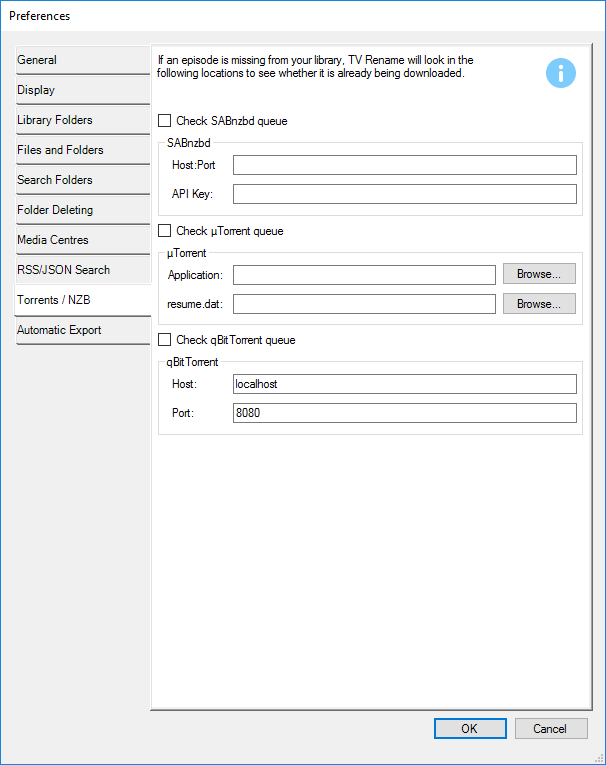 Preferences
General
Display
Library Folders
Files and Folders
Search Folders
Folder Deleting
Media Centres
RSS/JSON Search
Torrents / NZB
Automatic Export
If an episode is missing from your library, TV Rename will look in the
following locations to see whether it is already being downloaded.
Check SABnzbd queue
SABnzbd
Host:Port
API Key:
Check µTorrent queue
µTorrent
Application:
Browse...
resume.dat:
Browse...
Check qBitTorrent queue
qBitTorrent
Host:
localhost
Port:
8080
OK
Cancel